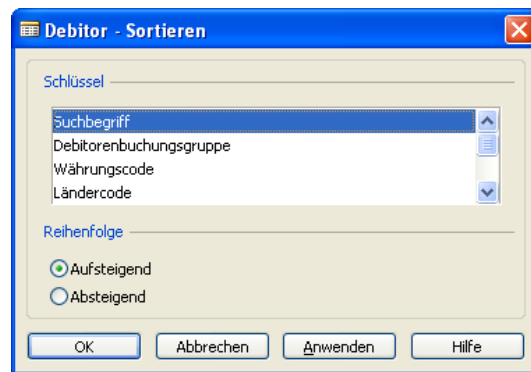 Debitor - Sortieren
Schlüssel
Suchbegriff
Debitorenbuchungsgruppe
Währungscode
Ländercode
Reihenfolge
Aufsteigend
Absteigend
OK Abbrechen Anwenden Hilfe